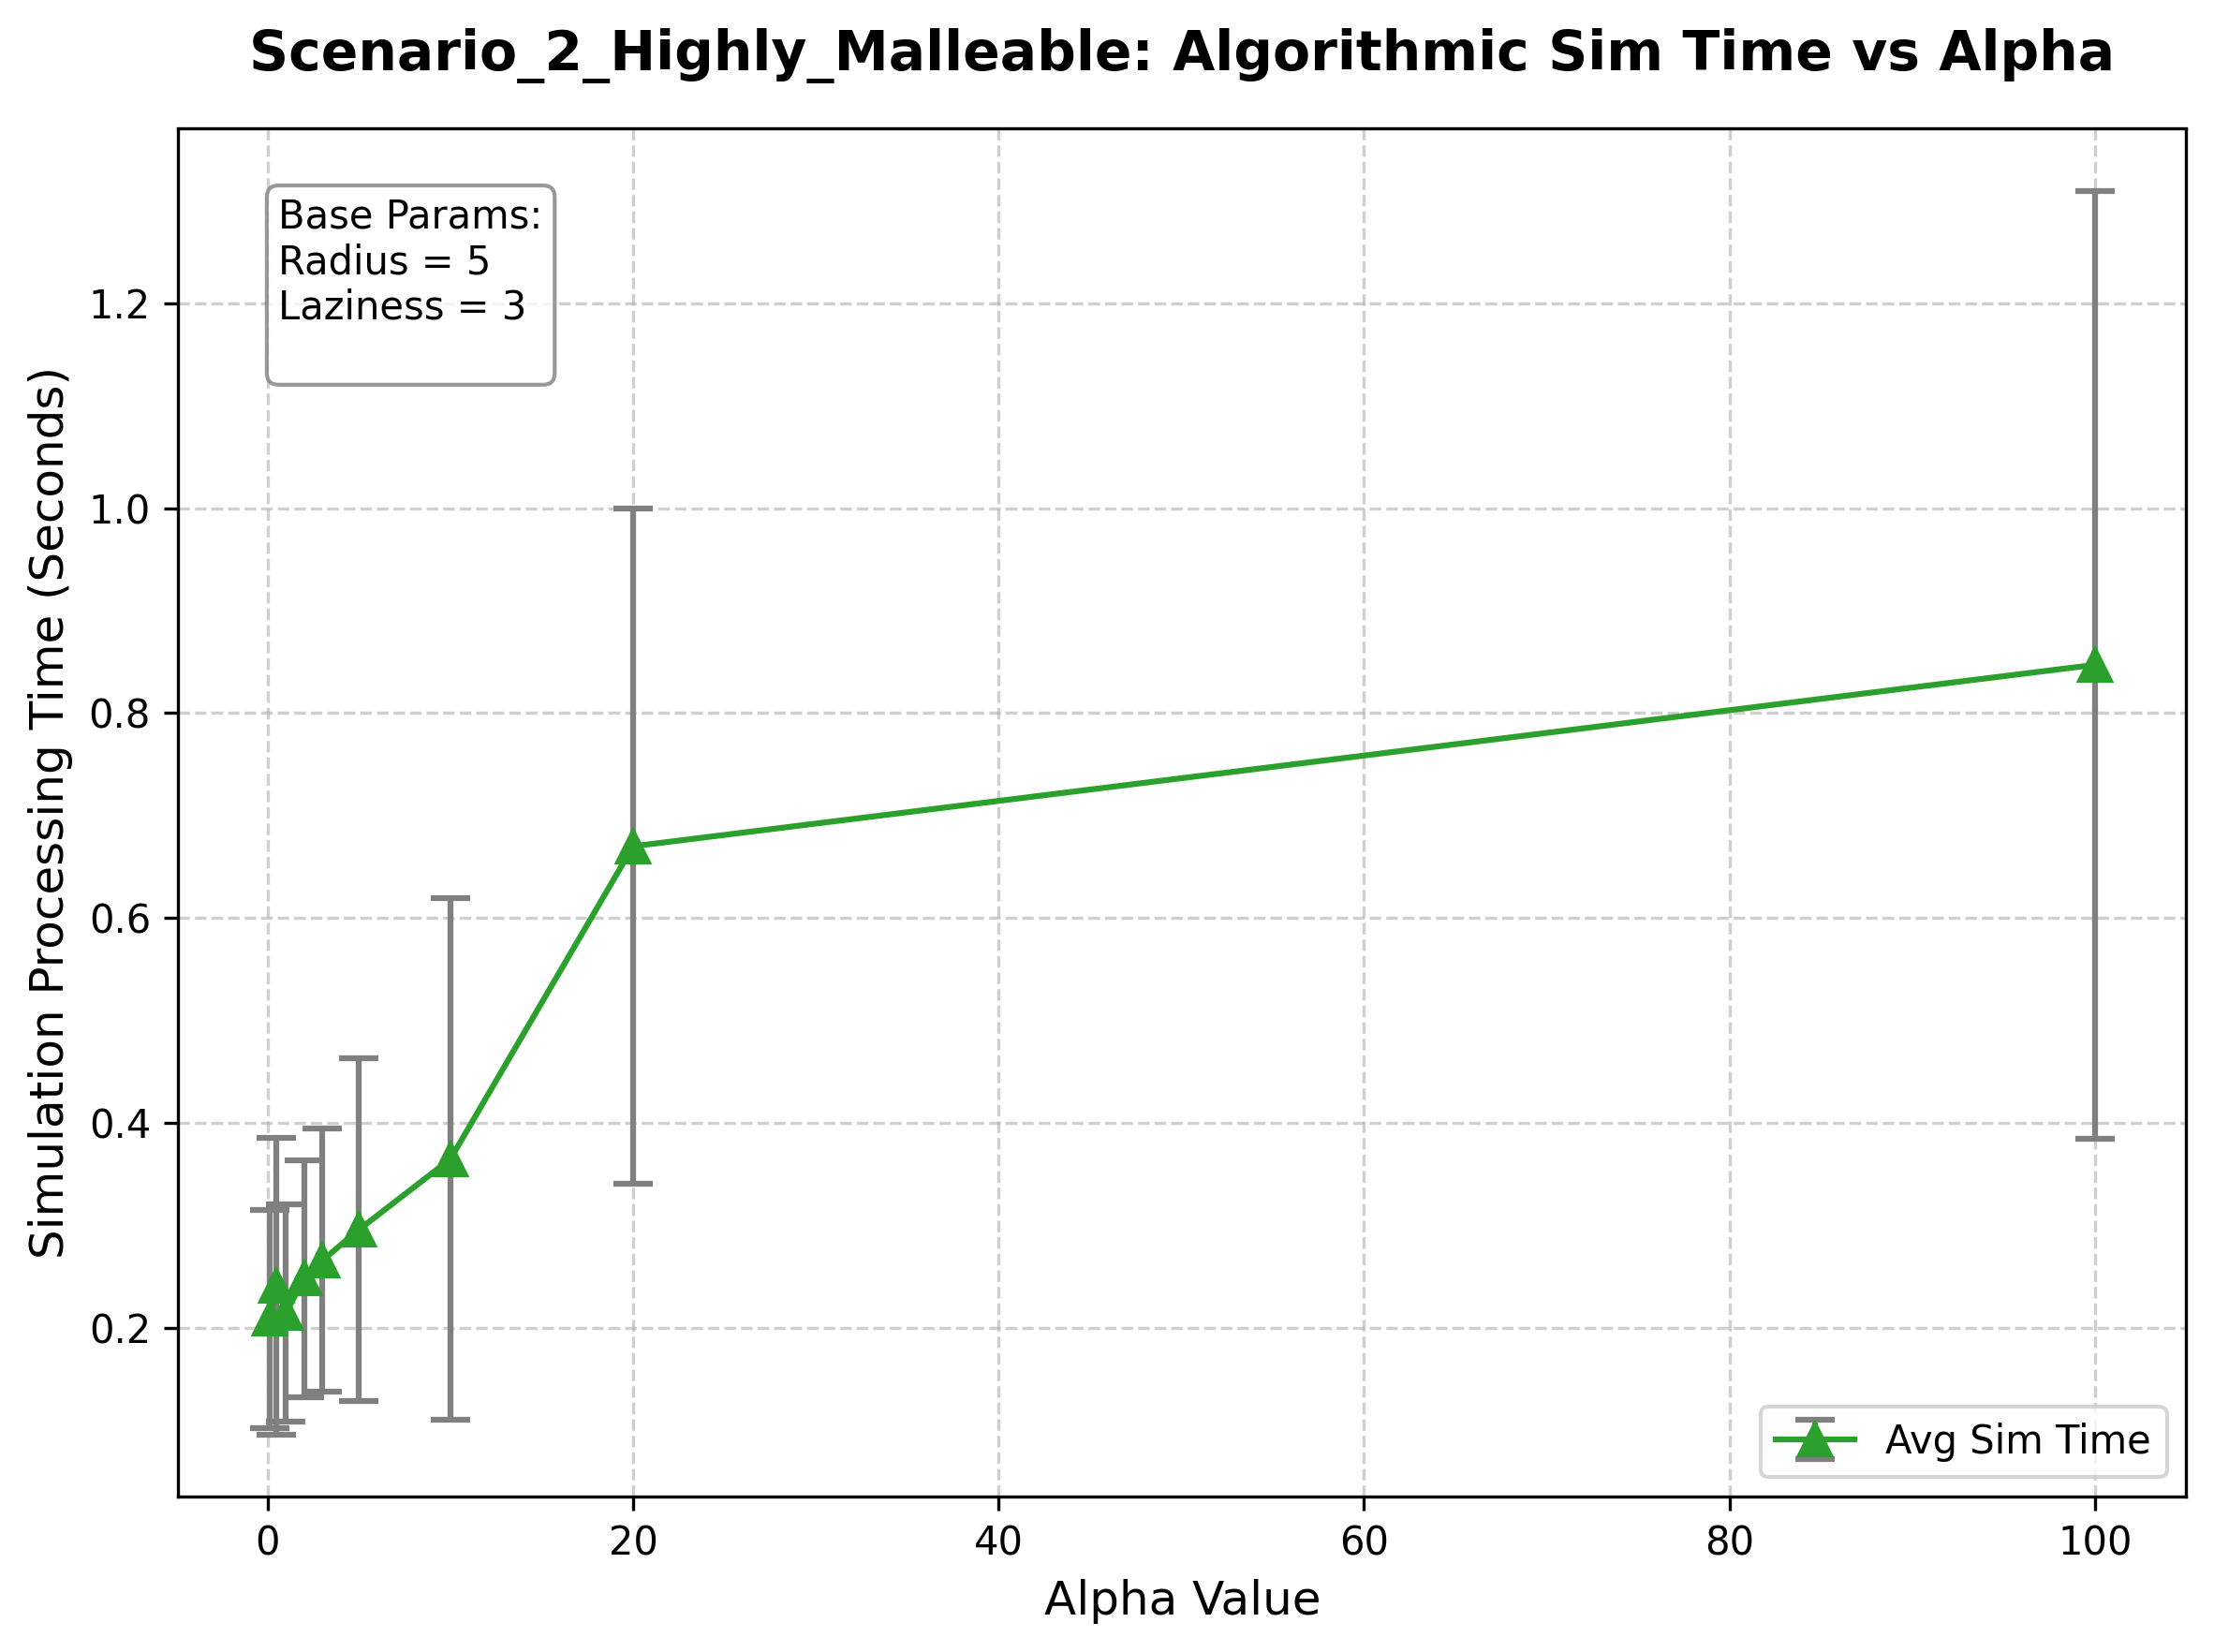 Scenario_2_Highly_Malleable: Algorithmic Sim Time vs Alpha
Base Params:
Radius = 5
Laziness = 3
Simulation Processing Time (Seconds)
1.2
1.0
0.8
0.6
0.4
0.2
Avg Sim Time
0 20 40 60 80 100
Alpha Value